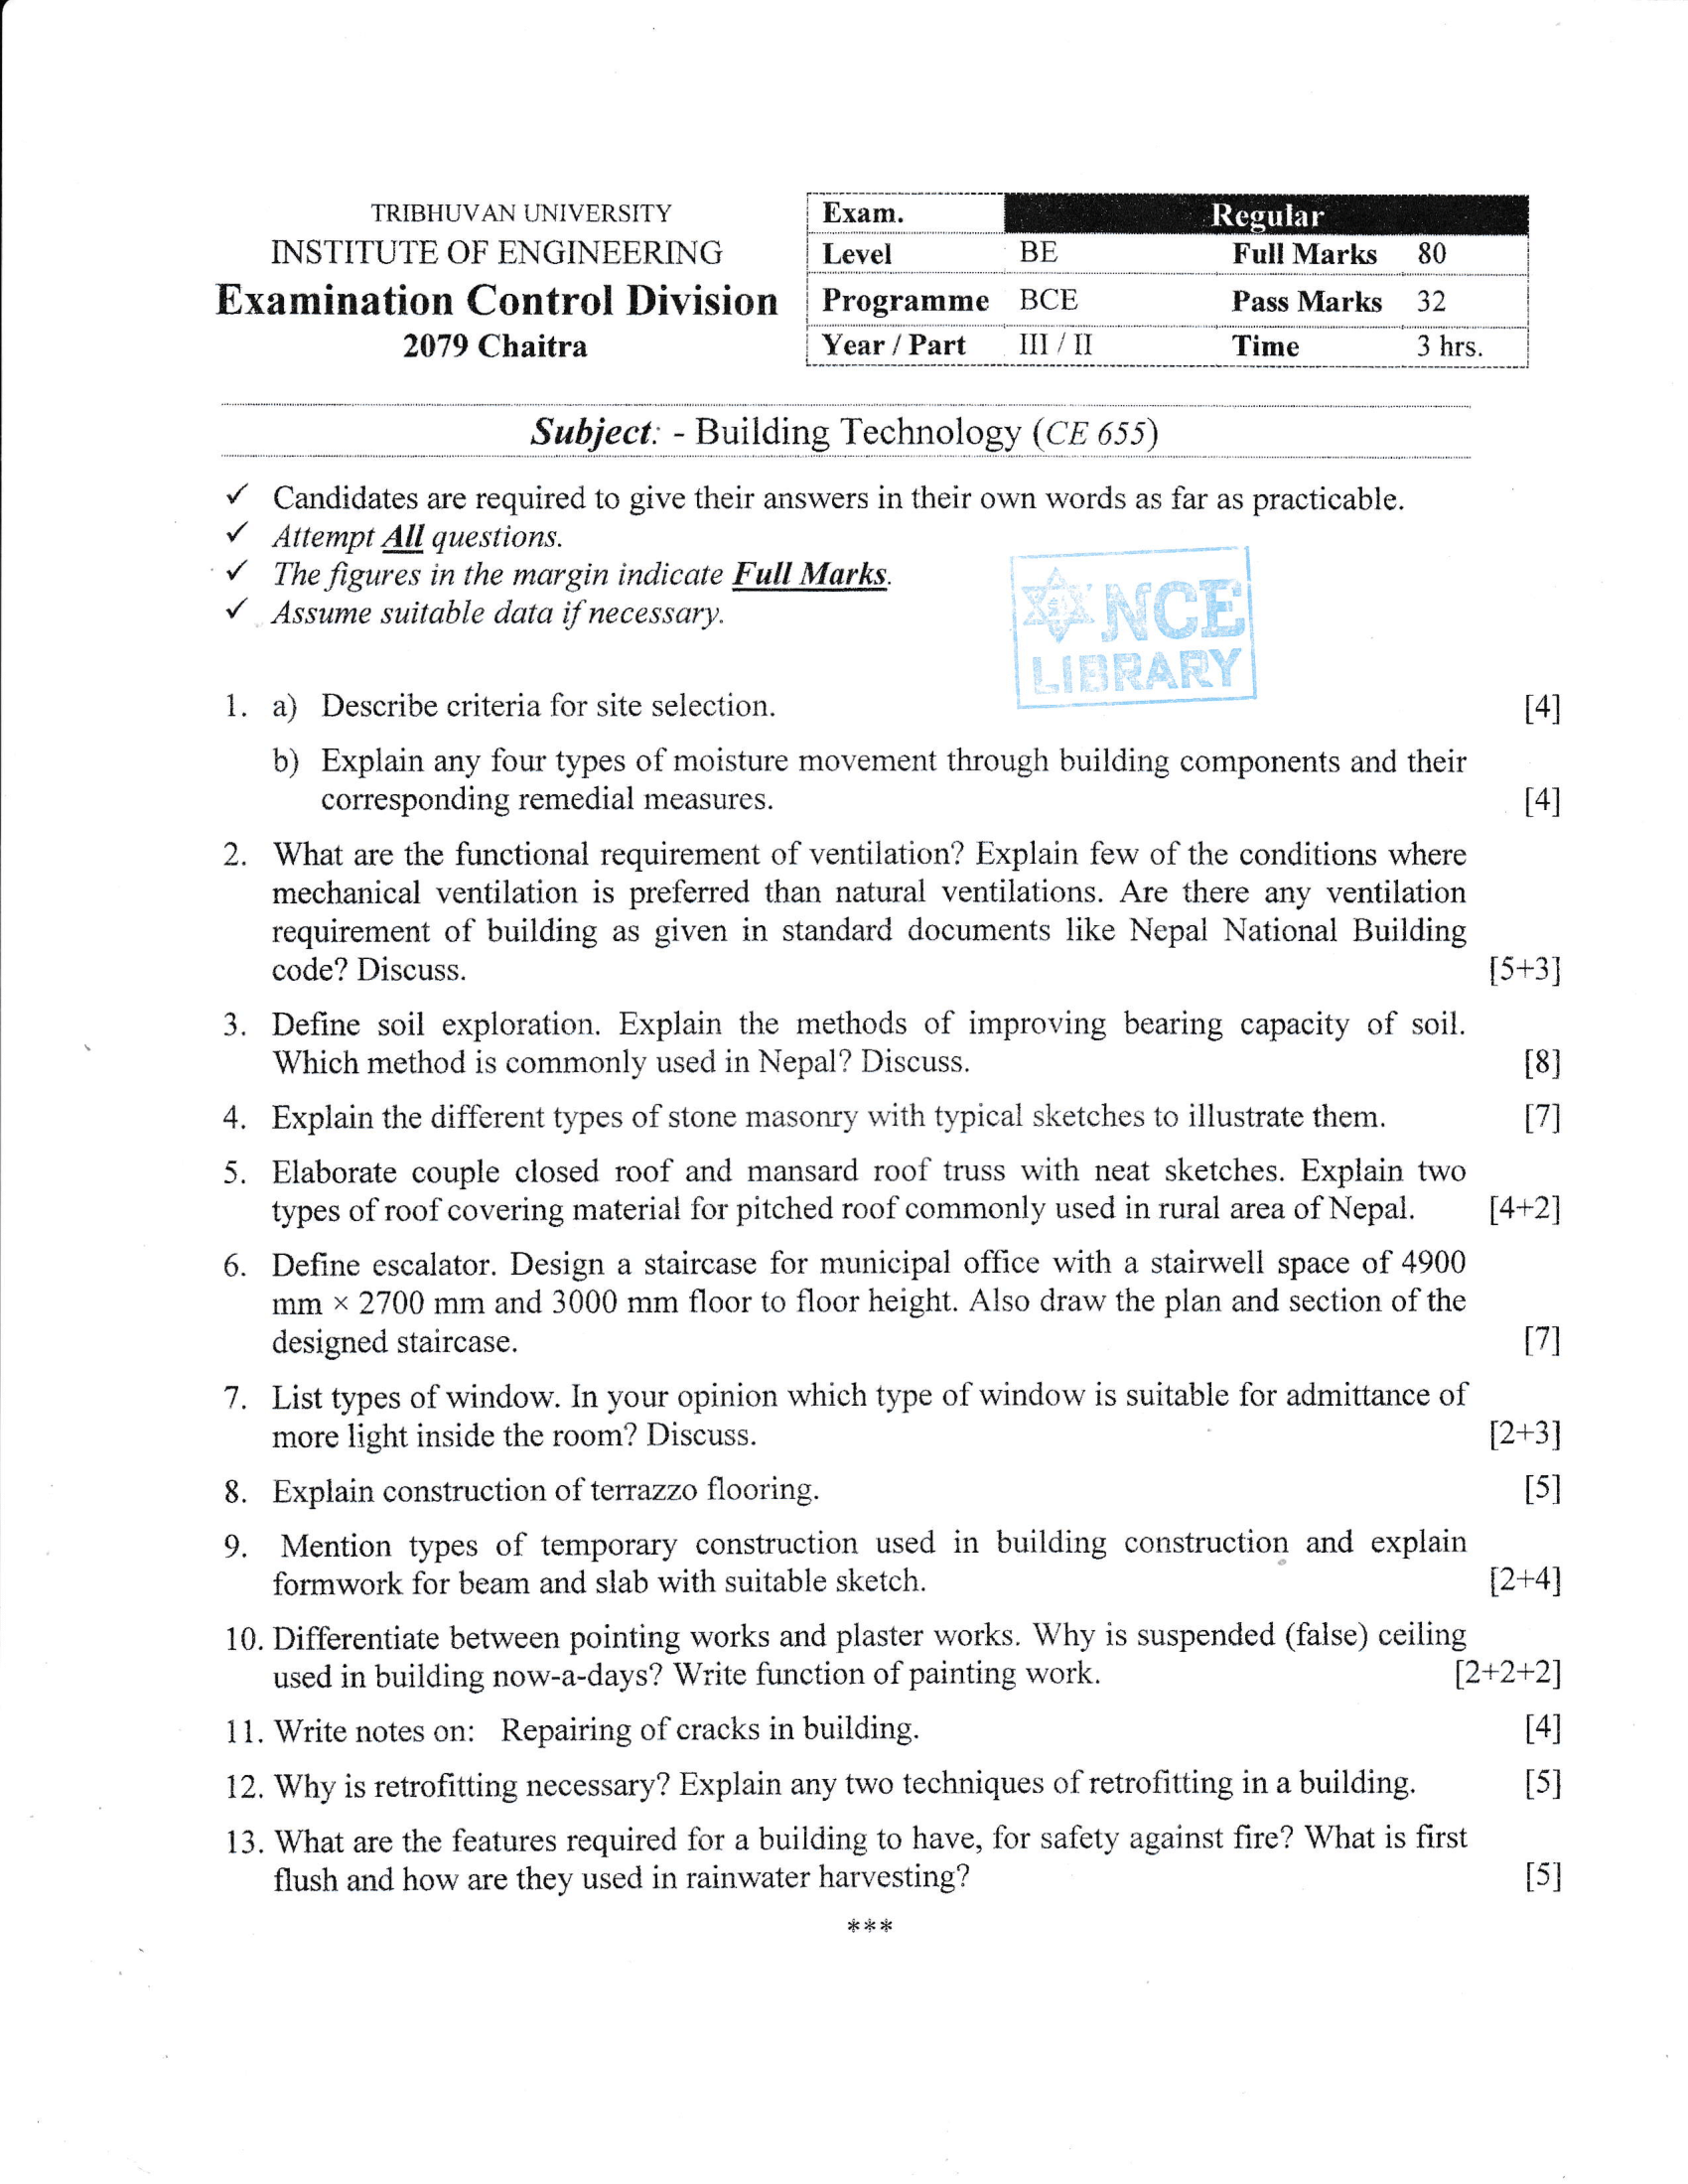 TRIBHUVAN UNIVERSITY
INSTITUTE OF ENGINEERING
Examination Control Division
2079 Chaitra
Exam. Regular
Level BE Full Marks 80
Programme BCE Pass Marks 32
Year / Part III / II Time 3 hrs.
Subject: - Building Technology (CE 655)
✓ Candidates are required to give their answers in their own words as far as practicable.
✓ Attempt All questions.
✓ The figures in the margin indicate Full Marks.
✓ Assume suitable data if necessary.
NCE
LIBRARY
1. a) Describe criteria for site selection. [4]
b) Explain any four types of moisture movement through building components and their
corresponding remedial measures. [4]
2. What are the functional requirement of ventilation? Explain few of the conditions where
mechanical ventilation is preferred than natural ventilations. Are there any ventilation
requirement of building as given in standard documents like Nepal National Building
code? Discuss. [5+3]
3. Define soil exploration. Explain the methods of improving bearing capacity of soil.
Which method is commonly used in Nepal? Discuss. [8]
4. Explain the different types of stone masonry with typical sketches to illustrate them. [7]
5. Elaborate couple closed roof and mansard roof truss with neat sketches. Explain two
types of roof covering material for pitched roof commonly used in rural area of Nepal. [4+2]
6. Define escalator. Design a staircase for municipal office with a stairwell space of 4900
mm × 2700 mm and 3000 mm floor to floor height. Also draw the plan and section of the
designed staircase. [7]
7. List types of window. In your opinion which type of window is suitable for admittance of
more light inside the room? Discuss. [2+3]
8. Explain construction of terrazzo flooring. [5]
9. Mention types of temporary construction used in building construction and explain
formwork for beam and slab with suitable sketch. [2+4]
10. Differentiate between pointing works and plaster works. Why is suspended (false) ceiling
used in building now-a-days? Write function of painting work. [2+2+2]
11. Write notes on: Repairing of cracks in building. [4]
12. Why is retrofitting necessary? Explain any two techniques of retrofitting in a building. [5]
13. What are the features required for a building to have, for safety against fire? What is first
flush and how are they used in rainwater harvesting? [5]
***